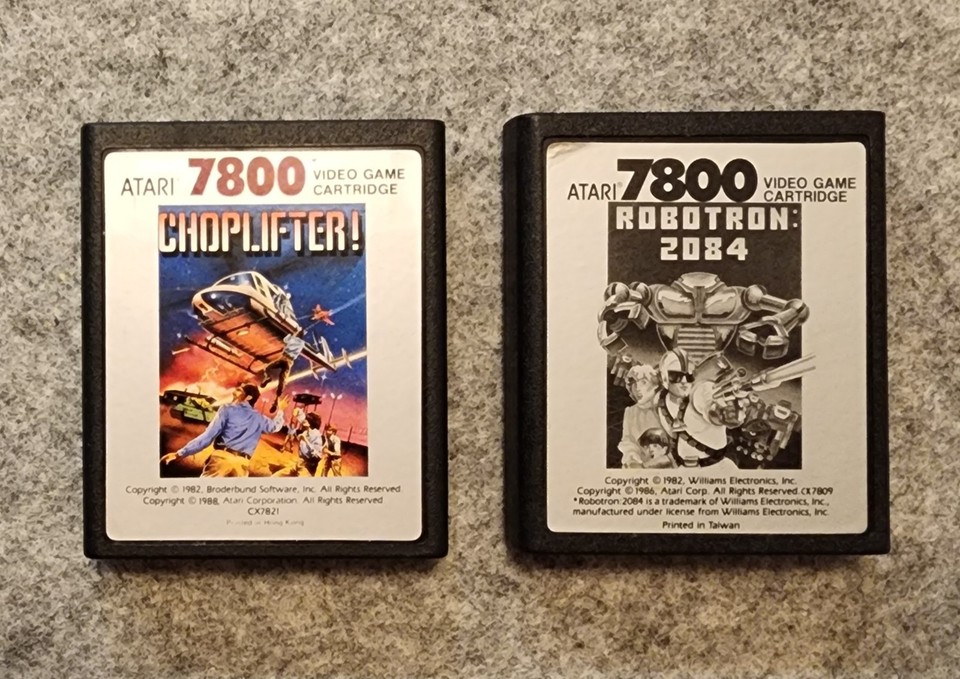 ATARI 7800 VIDEO GAME
CARTRIDGE
CHOPLIFTER!
Copyright © 1982, Broderbund Software, Inc. All Rights Reserved.
Copyright © 1988, Atari Corporation. All Rights Reserved
CX7821
Printed in Hong Kong
ATARI® 7800 VIDEO GAME
CARTRIDGE
ROBOTRON:
2084
Copyright © 1982, Williams Electronics, Inc.
Copyright © 1986, Atari Corp. All Rights Reserved. CX7809
*Robotron:2084 is a trademark of Williams Electronics, Inc.,
manufactured under license from Williams Electronics, Inc.
Printed in Taiwan